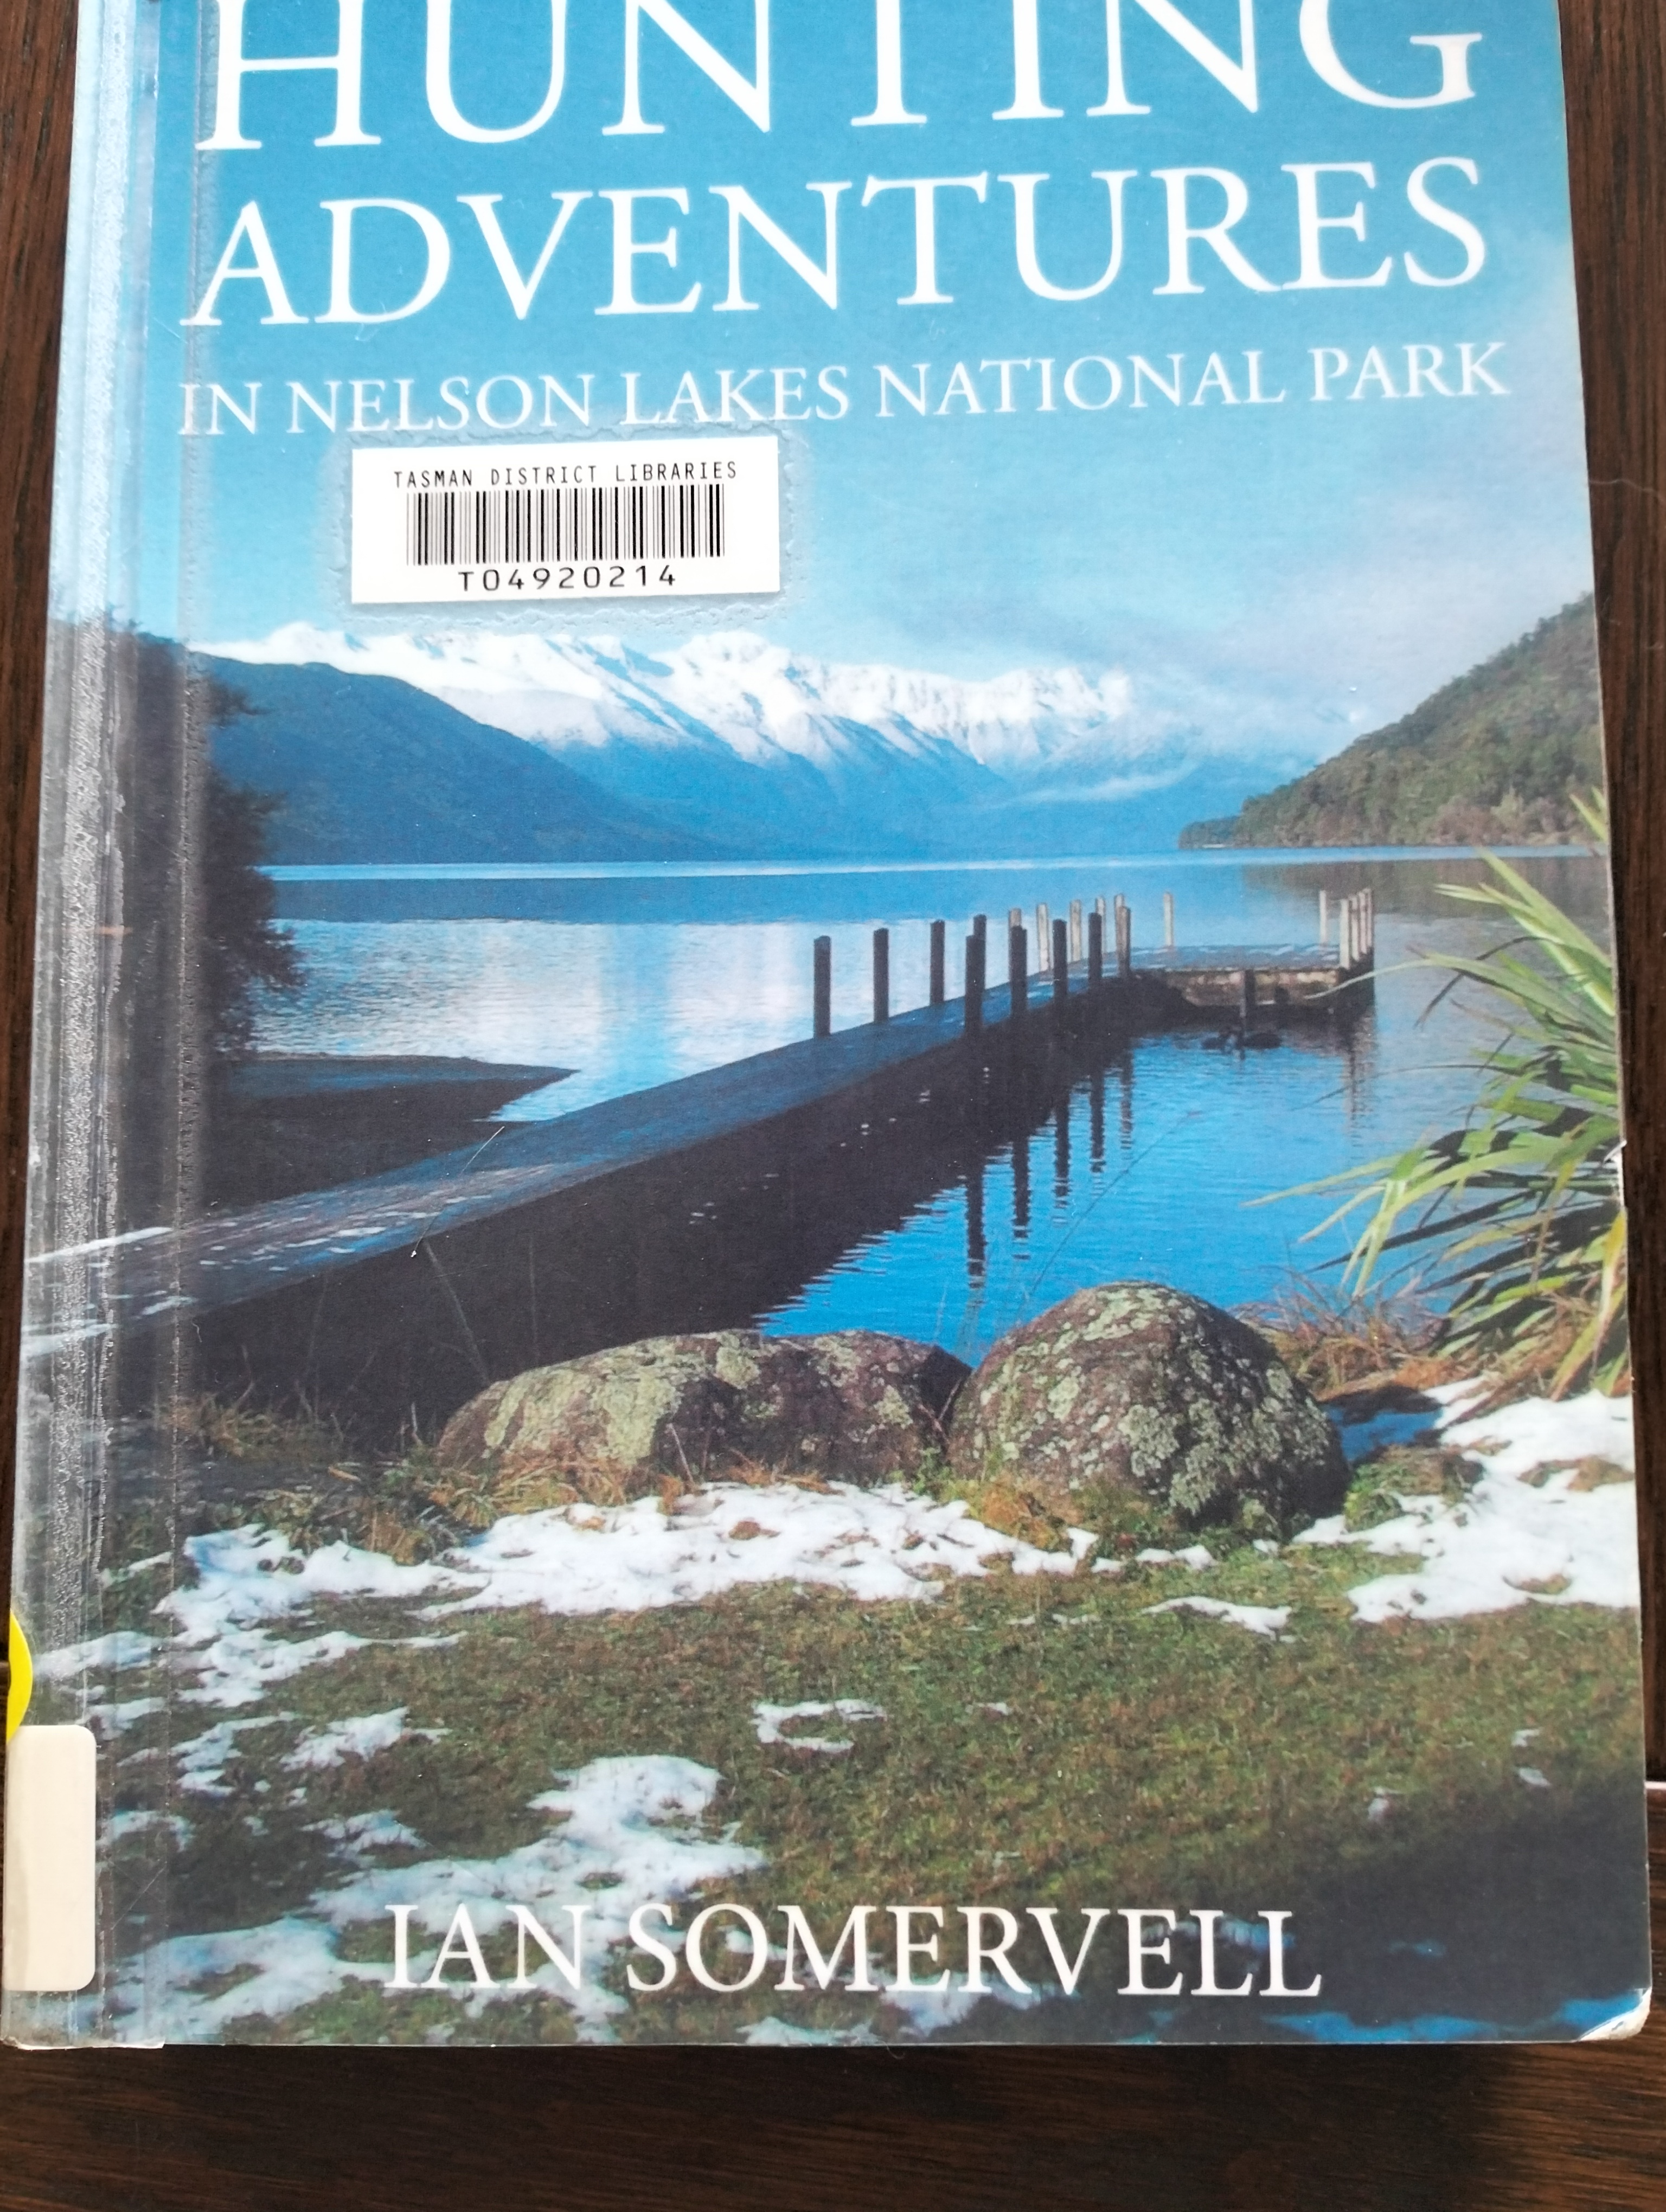 HUNTING
ADVENTURES
IN NELSON LAKES NATIONAL PARK
TASMAN DISTRICT LIBRARIES
T04920214
IAN SOMERVELL